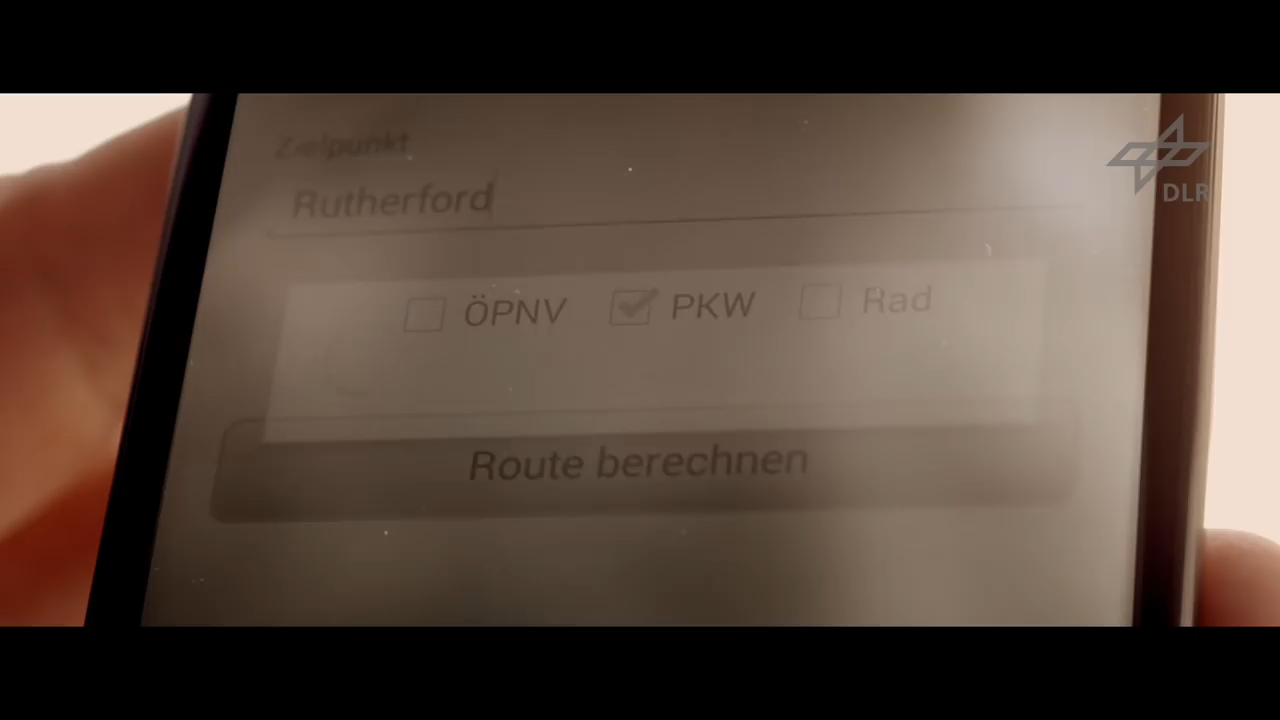 Zielpunkt
Rutherford
ÖPNV PKW Rad
Route berechnen
DLR